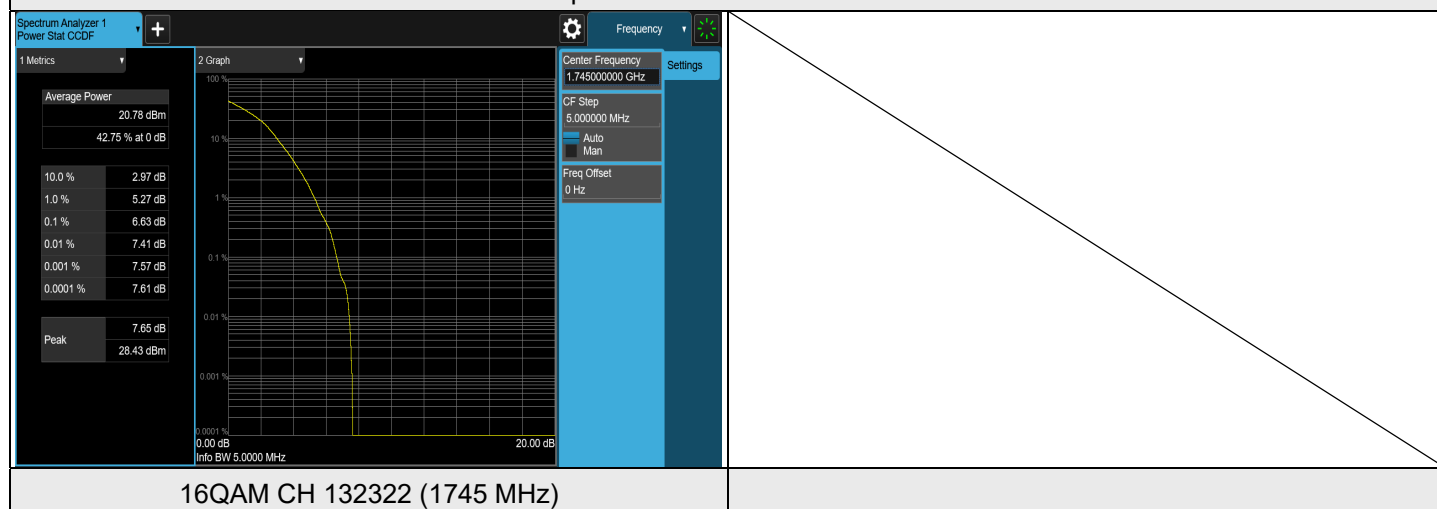 Spectrum Analyzer 1
Power Stat CCDF
+
Frequency
1 Metrics
2 Graph
Average Power
20.78 dBm
42.75 % at 0 dB
10.0 % 2.97 dB
1.0 % 5.27 dB
0.1 % 6.63 dB
0.01 % 7.41 dB
0.001 % 7.57 dB
0.0001 % 7.61 dB
Peak
7.65 dB
28.43 dBm
100 %
10 %
1 %
0.1 %
0.01 %
0.001 %
0.0001 %
0.00 dB 20.00 dB
Info BW 5.0000 MHz
Center Frequency
1.745000000 GHz
CF Step
5.000000 MHz
Auto
Man
Freq Offset
0 Hz
Settings
16QAM CH 132322 (1745 MHz)